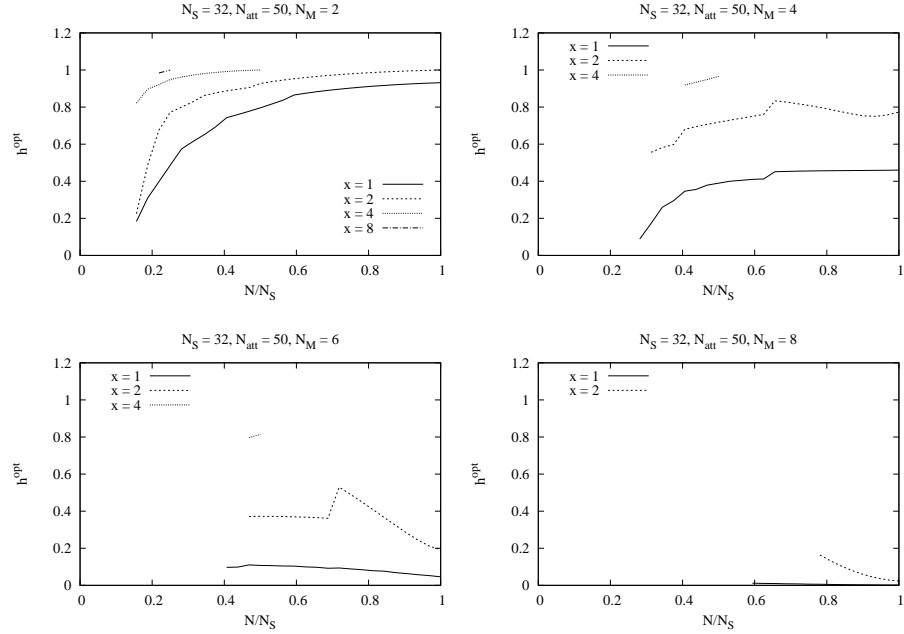 N_S = 32, N_att = 50, N_M = 2
1.2
1
0.8
0.6
0.4
0.2
0
h^opt
x = 1
x = 2
x = 4
x = 8
0 0.2 0.4 0.6 0.8 1
N/N_S
N_S = 32, N_att = 50, N_M = 4
1.2
1
0.8
0.6
0.4
0.2
0
h^opt
x = 1
x = 2
x = 4
0 0.2 0.4 0.6 0.8 1
N/N_S
N_S = 32, N_att = 50, N_M = 6
1.2
1
0.8
0.6
0.4
0.2
0
h^opt
x = 1
x = 2
x = 4
0 0.2 0.4 0.6 0.8 1
N/N_S
N_S = 32, N_att = 50, N_M = 8
1.2
1
0.8
0.6
0.4
0.2
0
h^opt
x = 1
x = 2
0 0.2 0.4 0.6 0.8 1
N/N_S